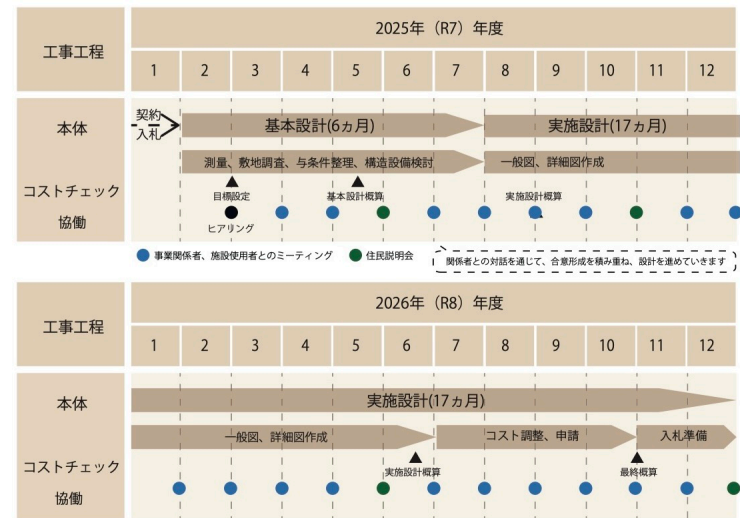 工事工程
2025年（R7）年度
1 2 3 4 5 6 7 8 9 10 11 12
本体
契約
入札
基本設計(6ヵ月)
実施設計(17ヵ月)
測量、敷地調査、与条件整理、構造設備検討
一般図、詳細図作成
コストチェック
目標設定
基本設計概算
実施設計概算
協働
ヒアリング
事業関係者、施設使用者とのミーティング
住民説明会
関係者との対話を通じて、合意形成を積み重ね、設計を進めていきます
工事工程
2026年（R8）年度
1 2 3 4 5 6 7 8 9 10 11 12
本体
実施設計(17ヵ月)
一般図、詳細図作成
コスト調整、申請
入札準備
コストチェック
実施設計概算
最終概算
協働